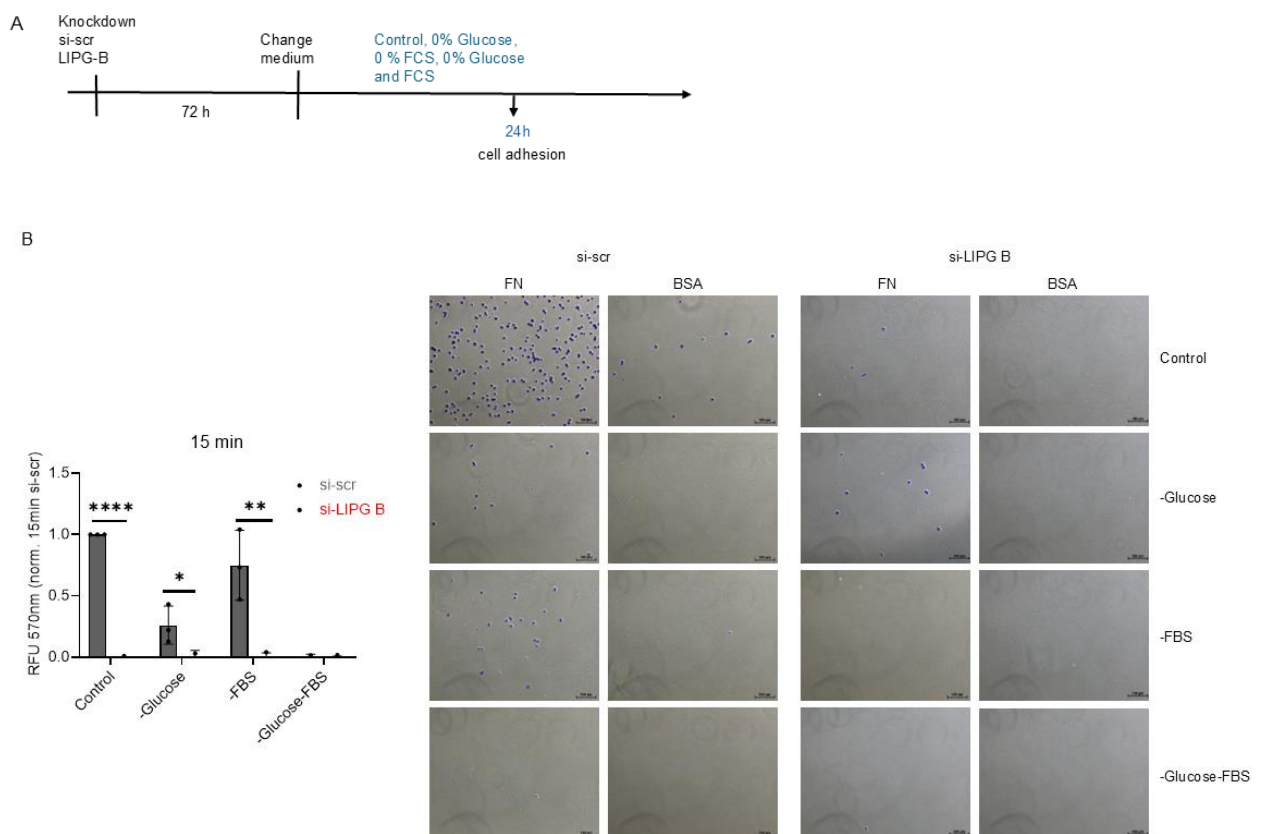 A
Knockdown
si-scr
LIPG-B
Change
medium
Control, 0% Glucose,
0 % FCS, 0% Glucose
and FCS
72 h
24h
cell adhesion
B
si-scr
si-LIPG B
FN
BSA
FN
BSA
Control
-Glucose
-FBS
-Glucose-FBS
15 min
RFU 570nm (norm. 15min si-scr)
1.5
1.0
0.5
0.0
****
*
**
si-scr
si-LIPG B
Control
-Glucose
-FBS
-Glucose-FBS